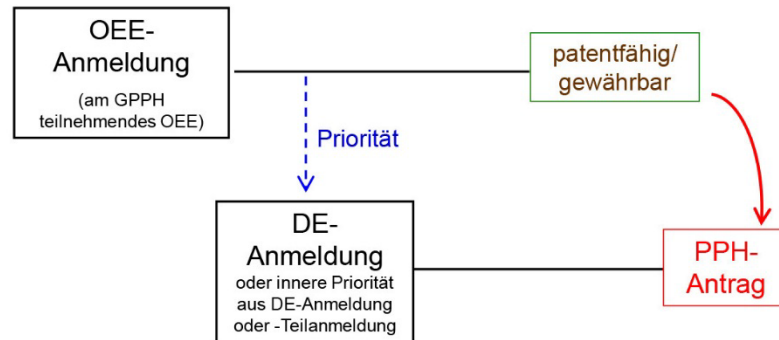 OEE-
Anmeldung
(am GPPH
teilnehmendes OEE)
patentfähig/
gewährbar
Priorität
DE-
Anmeldung
oder innere Priorität
aus DE-Anmeldung
oder -Teilanmeldung
PPH-
Antrag